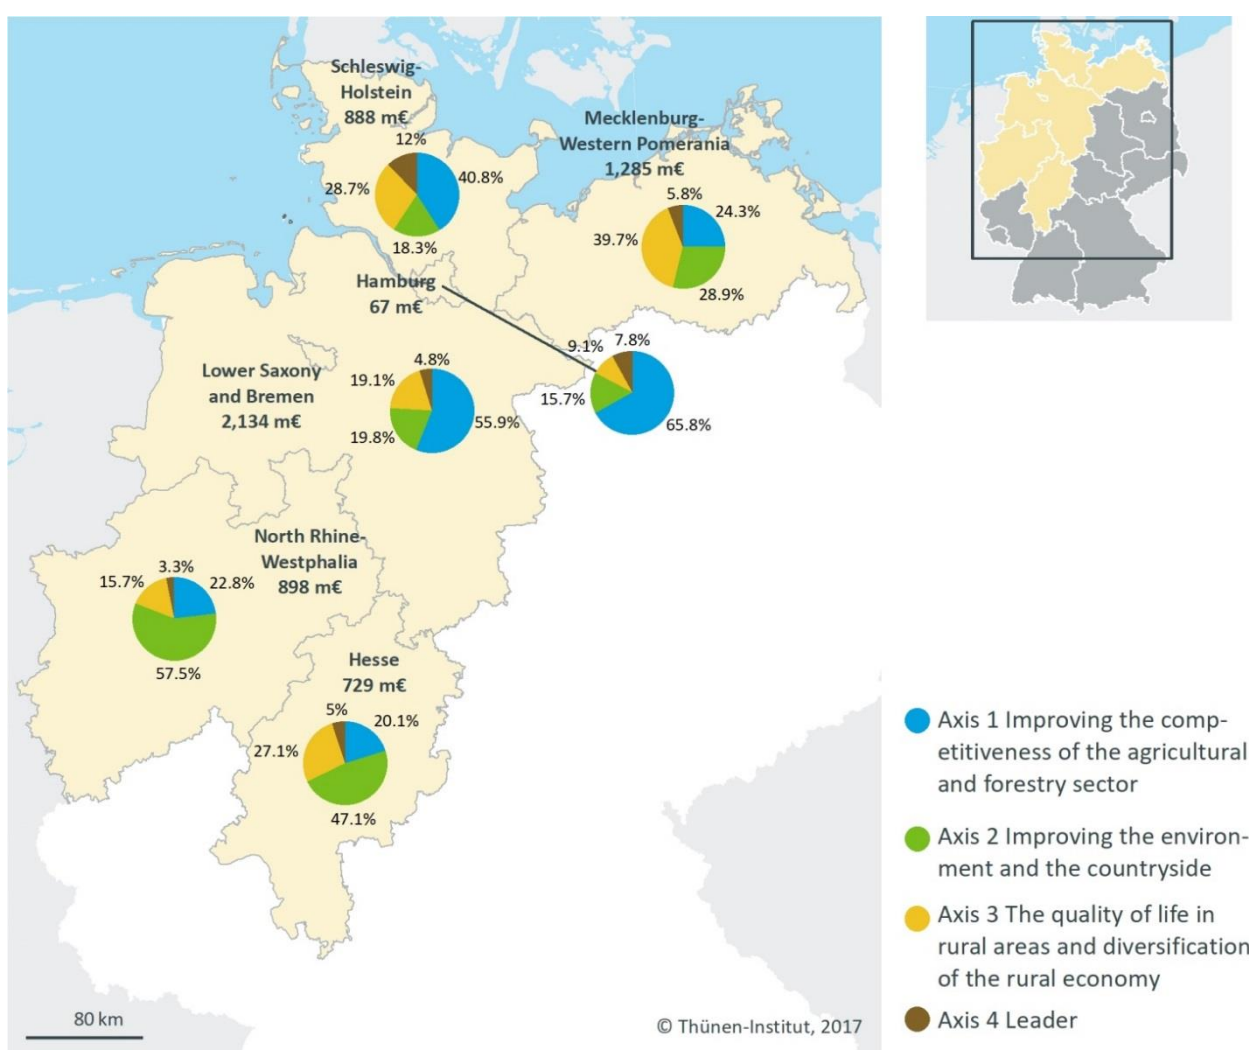 Schleswig-
Holstein
888 m€
12%
40.8%
28.7%
18.3%
Mecklenburg-
Western Pomerania
1,285 m€
5.8%
24.3%
39.7%
28.9%
Hamburg
67 m€
9.1%
7.8%
15.7%
65.8%
Lower Saxony
and Bremen
2,134 m€
4.8%
19.1%
55.9%
19.8%
North Rhine-
Westphalia
898 m€
3.3%
15.7%
22.8%
57.5%
Hesse
729 m€
5%
20.1%
27.1%
47.1%
Axis 1 Improving the comp-
etitiveness of the agricultural
and forestry sector
Axis 2 Improving the environ-
ment and the countryside
Axis 3 The quality of life in
rural areas and diversification
of the rural economy
Axis 4 Leader
80 km
© Thünen-Institut, 2017